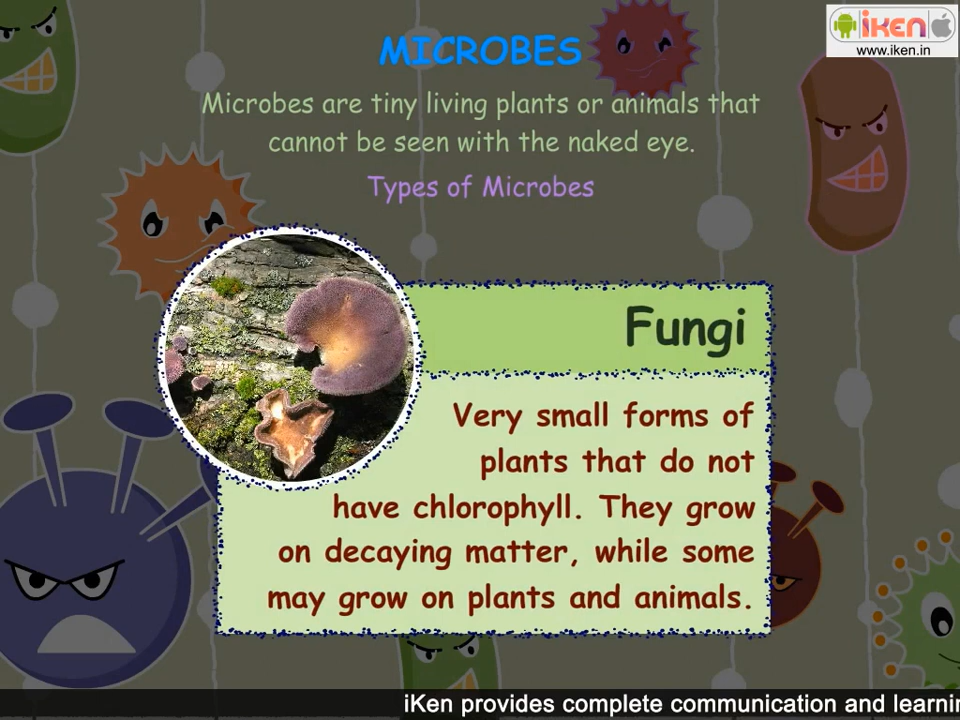 iKen
www.iken.in
MICROBES
Microbes are tiny living plants or animals that
cannot be seen with the naked eye.
Types of Microbes
Fungi
Very small forms of
plants that do not
have chlorophyll. They grow
on decaying matter, while some
may grow on plants and animals.
iKen provides complete communication and learnin